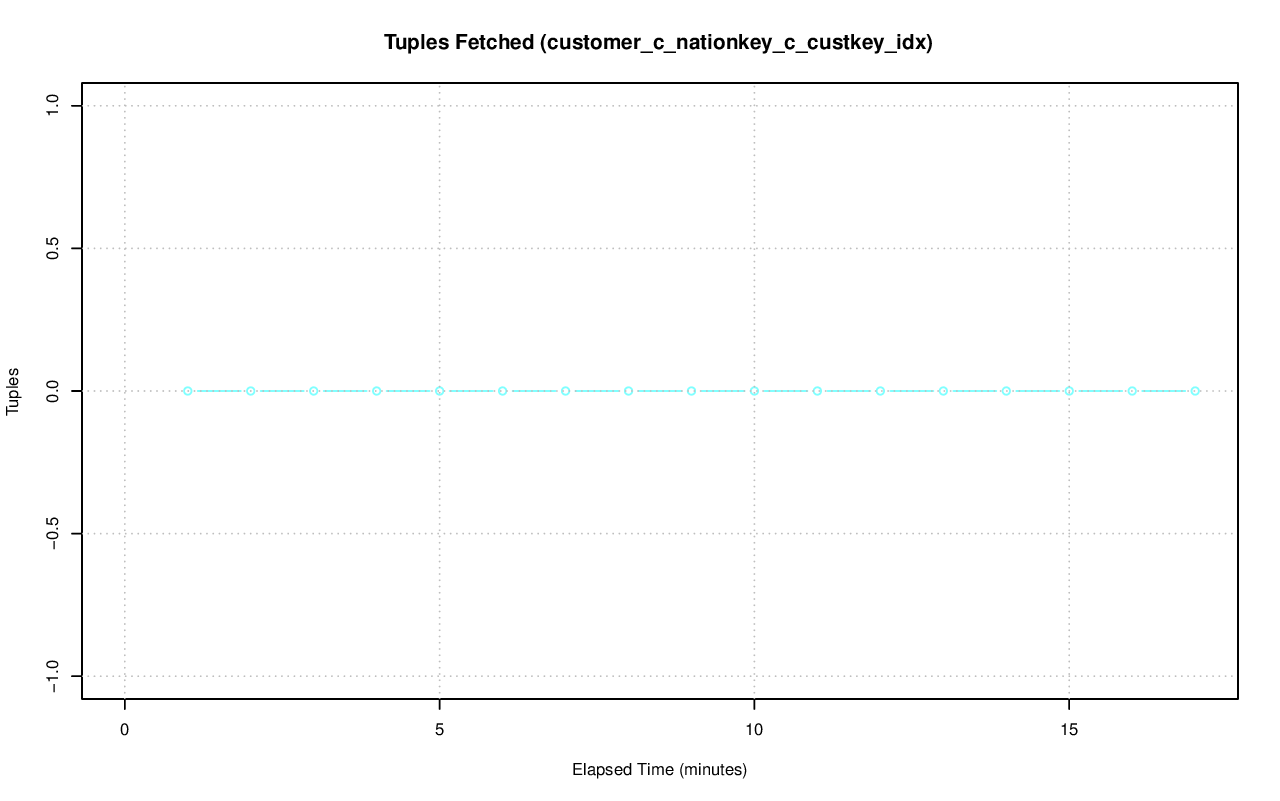 Tuples Fetched (customer_c_nationkey_c_custkey_idx)
1.0
0.5
0.0
−0.5
−1.0
Tuples
0 5 10 15
Elapsed Time (minutes)